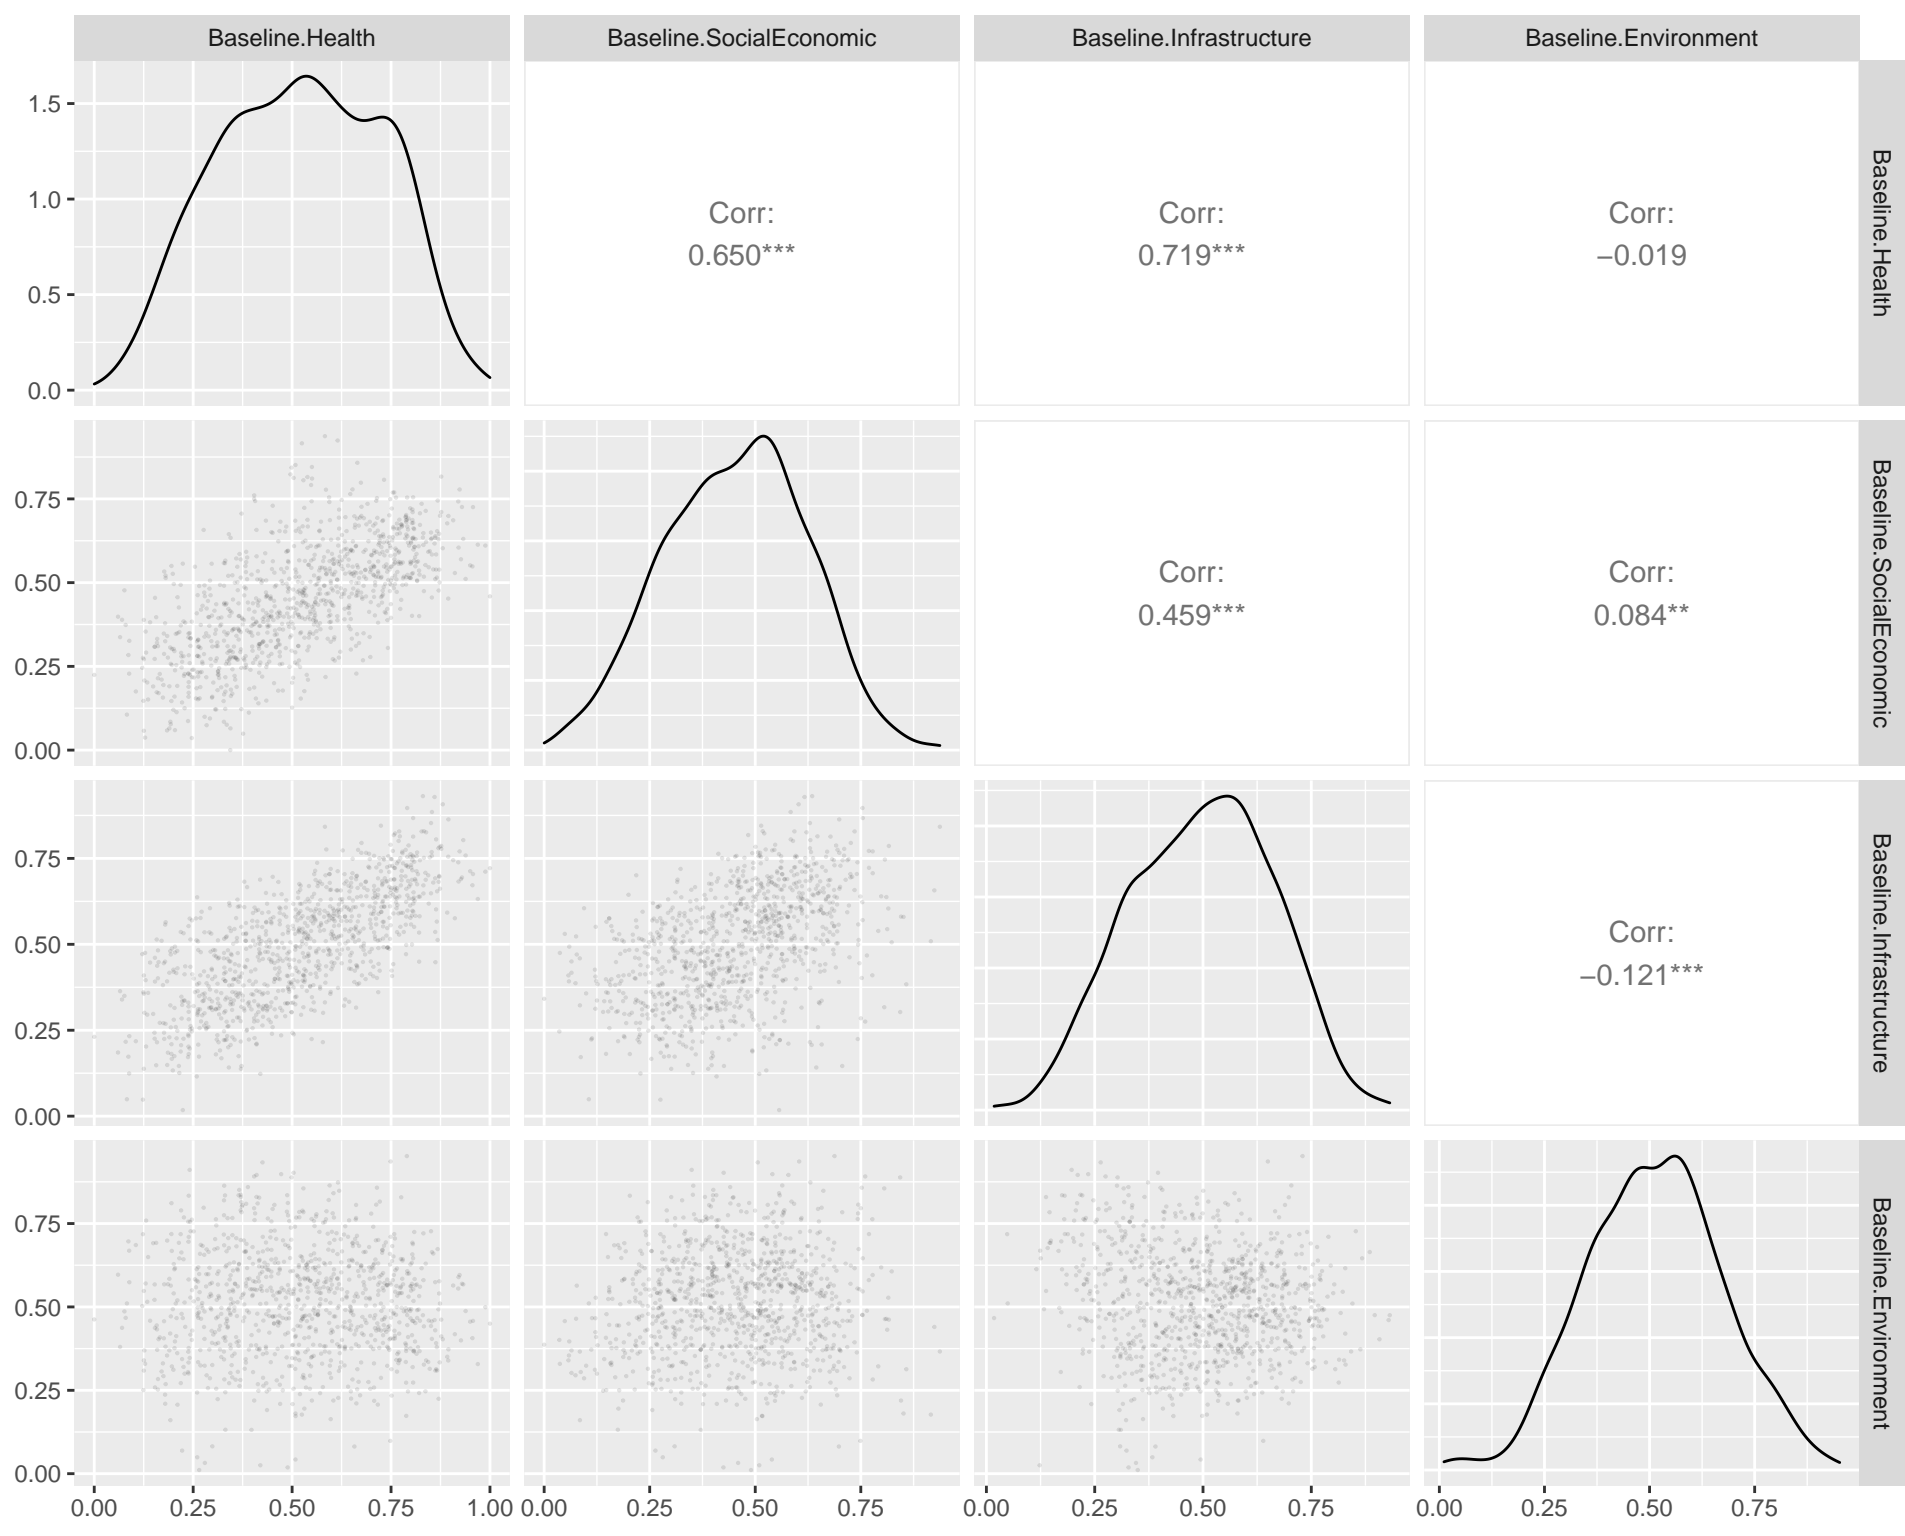 Baseline.Health Baseline.SocialEconomic Baseline.Infrastructure Baseline.Environment
1.5
1.0
0.5
0.0
Corr:
0.650***
Corr:
0.719***
Corr:
−0.019
Baseline.Health
0.75
0.50
0.25
0.00
Corr:
0.459***
Corr:
0.084**
Baseline.SocialEconomic
0.75
0.50
0.25
0.00
Corr:
−0.121***
Baseline.Infrastructure
0.75
0.50
0.25
0.00
Baseline.Environment
0.00 0.25 0.50 0.75 1.00 0.00 0.25 0.50 0.75 0.00 0.25 0.50 0.75 0.00 0.25 0.50 0.75